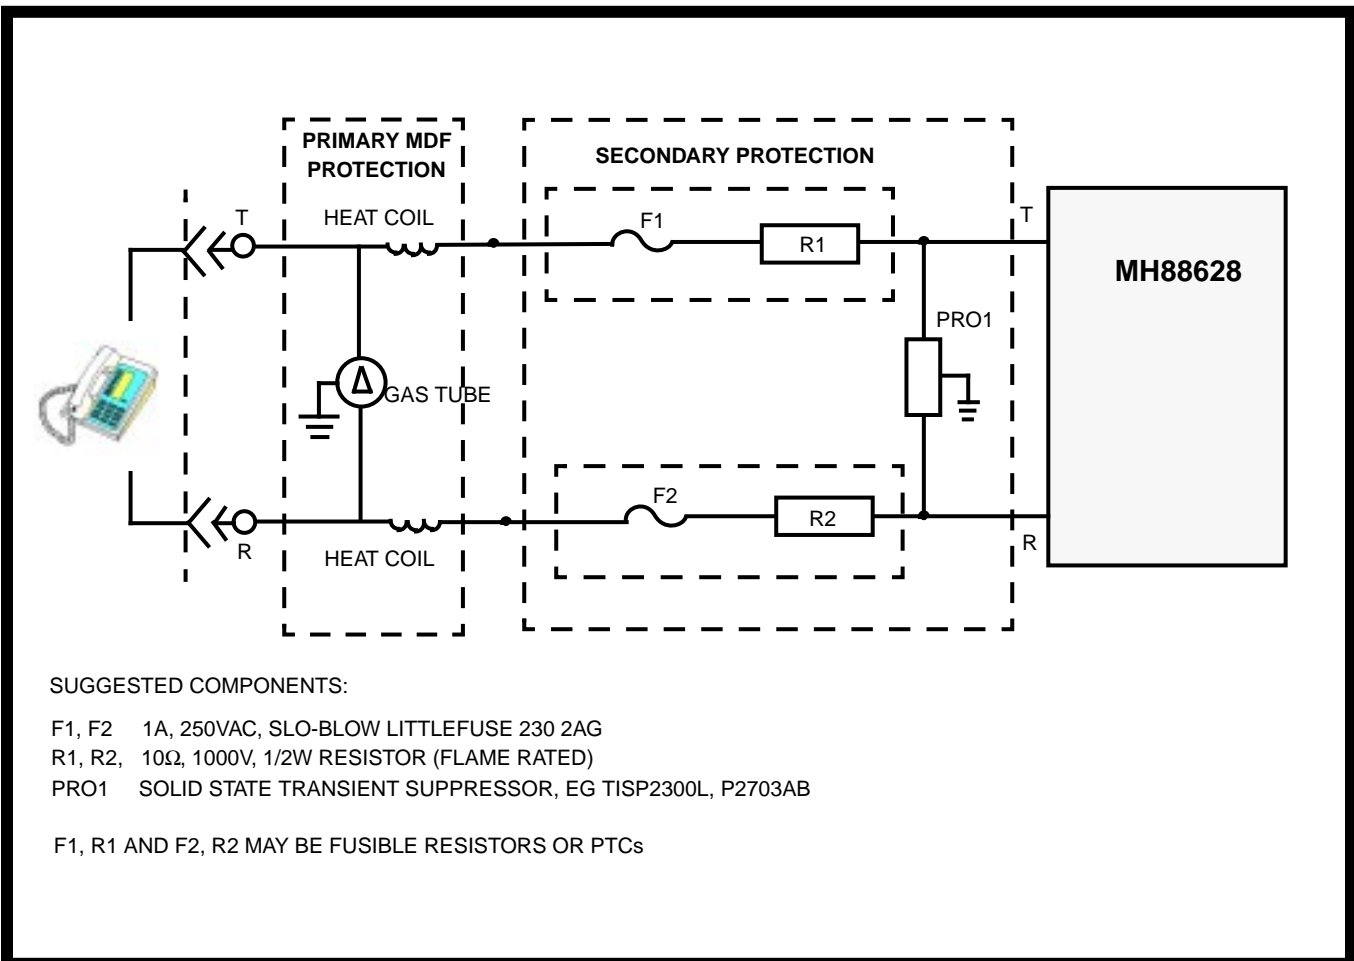 PRIMARY MDF
PROTECTION
SECONDARY PROTECTION
T
HEAT COIL
F1
R1
T
MH88628
PRO1
GAS TUBE
F2
R2
R
HEAT COIL
R
SUGGESTED COMPONENTS:
F1, F2 1A, 250VAC, SLO-BLOW LITTLEFUSE 230 2AG
R1, R2, 10Ω, 1000V, 1/2W RESISTOR (FLAME RATED)
PRO1 SOLID STATE TRANSIENT SUPPRESSOR, EG TISP2300L, P2703AB
F1, R1 AND F2, R2 MAY BE FUSIBLE RESISTORS OR PTCs